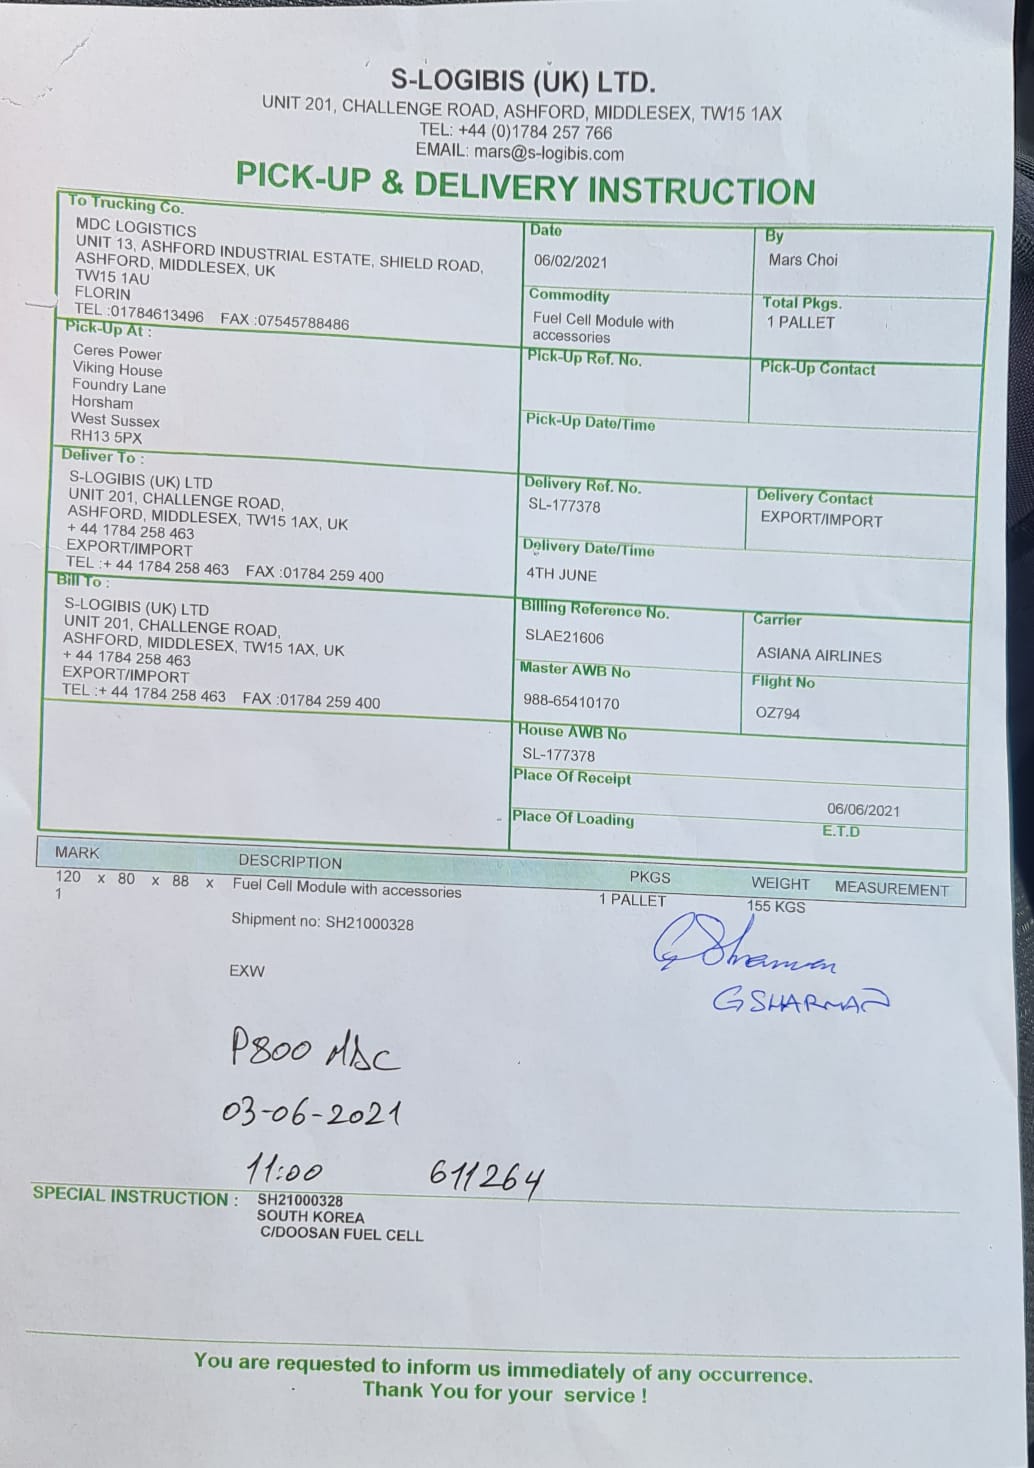 S-LOGIBIS (UK) LTD.
UNIT 201, CHALLENGE ROAD, ASHFORD, MIDDLESEX, TW15 1AX
TEL: +44 (0)1784 257 766
EMAIL: mars@s-logibis.com
PICK-UP & DELIVERY INSTRUCTION
To Trucking Co.
MDC LOGISTICS
UNIT 13, ASHFORD INDUSTRIAL ESTATE, SHIELD ROAD,
ASHFORD, MIDDLESEX, UK
TW15 1AU
FLORIN
TEL :01784613496 FAX :07545788486
Date
06/02/2021
By
Mars Choi
Commodity
Fuel Cell Module with
accessories
Total Pkgs.
1 PALLET
Pick-Up At :
Ceres Power
Viking House
Foundry Lane
Horsham
West Sussex
RH13 5PX
Pick-Up Ref. No.
Pick-Up Contact
Pick-Up Date/Time
Deliver To :
S-LOGIBIS (UK) LTD
UNIT 201, CHALLENGE ROAD,
ASHFORD, MIDDLESEX, TW15 1AX, UK
+ 44 1784 258 463
EXPORT/IMPORT
TEL :+ 44 1784 258 463 FAX :01784 259 400
Delivery Ref. No.
SL-177378
Delivery Contact
EXPORT/IMPORT
Delivery Date/Time
4TH JUNE
Bill To :
S-LOGIBIS (UK) LTD
UNIT 201, CHALLENGE ROAD,
ASHFORD, MIDDLESEX, TW15 1AX, UK
+ 44 1784 258 463
EXPORT/IMPORT
TEL :+ 44 1784 258 463 FAX :01784 259 400
Billing Reference No.
SLAE21606
Carrier
ASIANA AIRLINES
Master AWB No
988-65410170
Flight No
OZ794
House AWB No
SL-177378
Place Of Receipt
06/06/2021
Place Of Loading
E.T.D
MARK DESCRIPTION PKGS WEIGHT MEASUREMENT
120 x 80 x 88 x Fuel Cell Module with accessories 1 PALLET 155 KGS
1
Shipment no: SH21000328
EXW
G SHARMAN
P800 MDC
03-06-2021
11:00 611264
SPECIAL INSTRUCTION : SH21000328
SOUTH KOREA
C/DOOSAN FUEL CELL
You are requested to inform us immediately of any occurrence.
Thank You for your service !